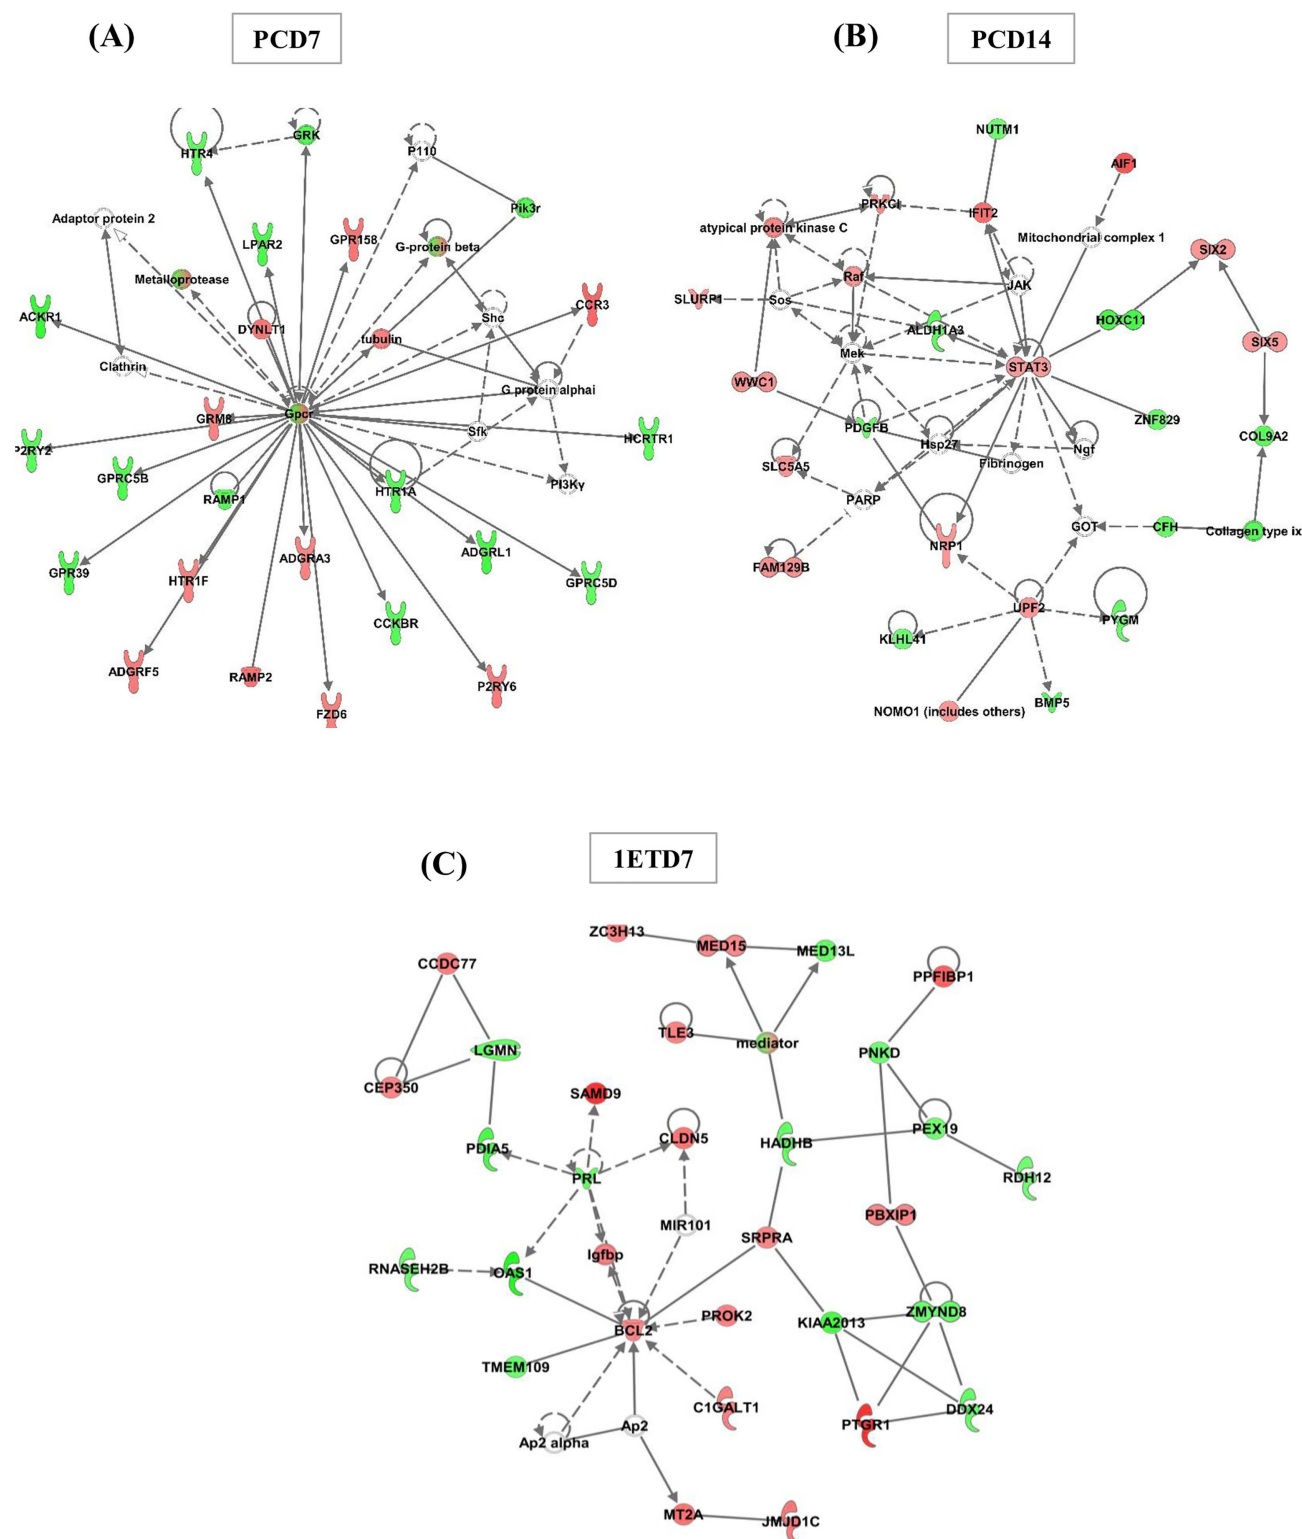 (A)
PCD7
(B)
PCD14
HTR4
GRK
P110
Pik3r
Adaptor protein 2
LPAR2
GPR158
G-protein beta
Metalloprotease
ACKR1
DYNLT1
tubulin
Shc
CCR3
Clathrin
G protein alphai
GRM8
Gpcr
Sfk
HCRTR1
P2RY2
GPRC5B
RAMP1
HTR1A
PI3Kγ
GPR39
HTR1F
ADGRA3
ADGRL1
GPRC5D
CCKBR
ADGRF5
RAMP2
P2RY6
FZD6
NUTM1
AIF1
PRKCI
IFIT2
atypical protein kinase C
Mitochondrial complex 1
SIX2
Raf
JAK
SLURP1
Sos
ALDH1A3
HOXC11
SIX5
Mek
STAT3
WWC1
PDGFB
ZNF829
COL9A2
Hsp27
Ngf
SLC5A5
Fibrinogen
PARP
GOT
CFH
Collagen type ix
NRP1
FAM129B
UPF2
PYGM
KLHL41
BMP5
NOMO1 (includes others)
(C)
1ETD7
ZC3H13
MED15
MED13L
CCDC77
PPFIBP1
TLE3
mediator
LGMN
PNKD
CEP350
SAMD9
CLDN5
HADHB
PEX19
PDIA5
PRL
RDH12
MIR101
PBXIP1
SRPRA
Igfbp
RNASEH2B
OAS1
PROK2
KIAA2013
ZMYND8
BCL2
TMEM109
C1GALT1
DDX24
Ap2
PTGR1
Ap2 alpha
MT2A
JMJD1C